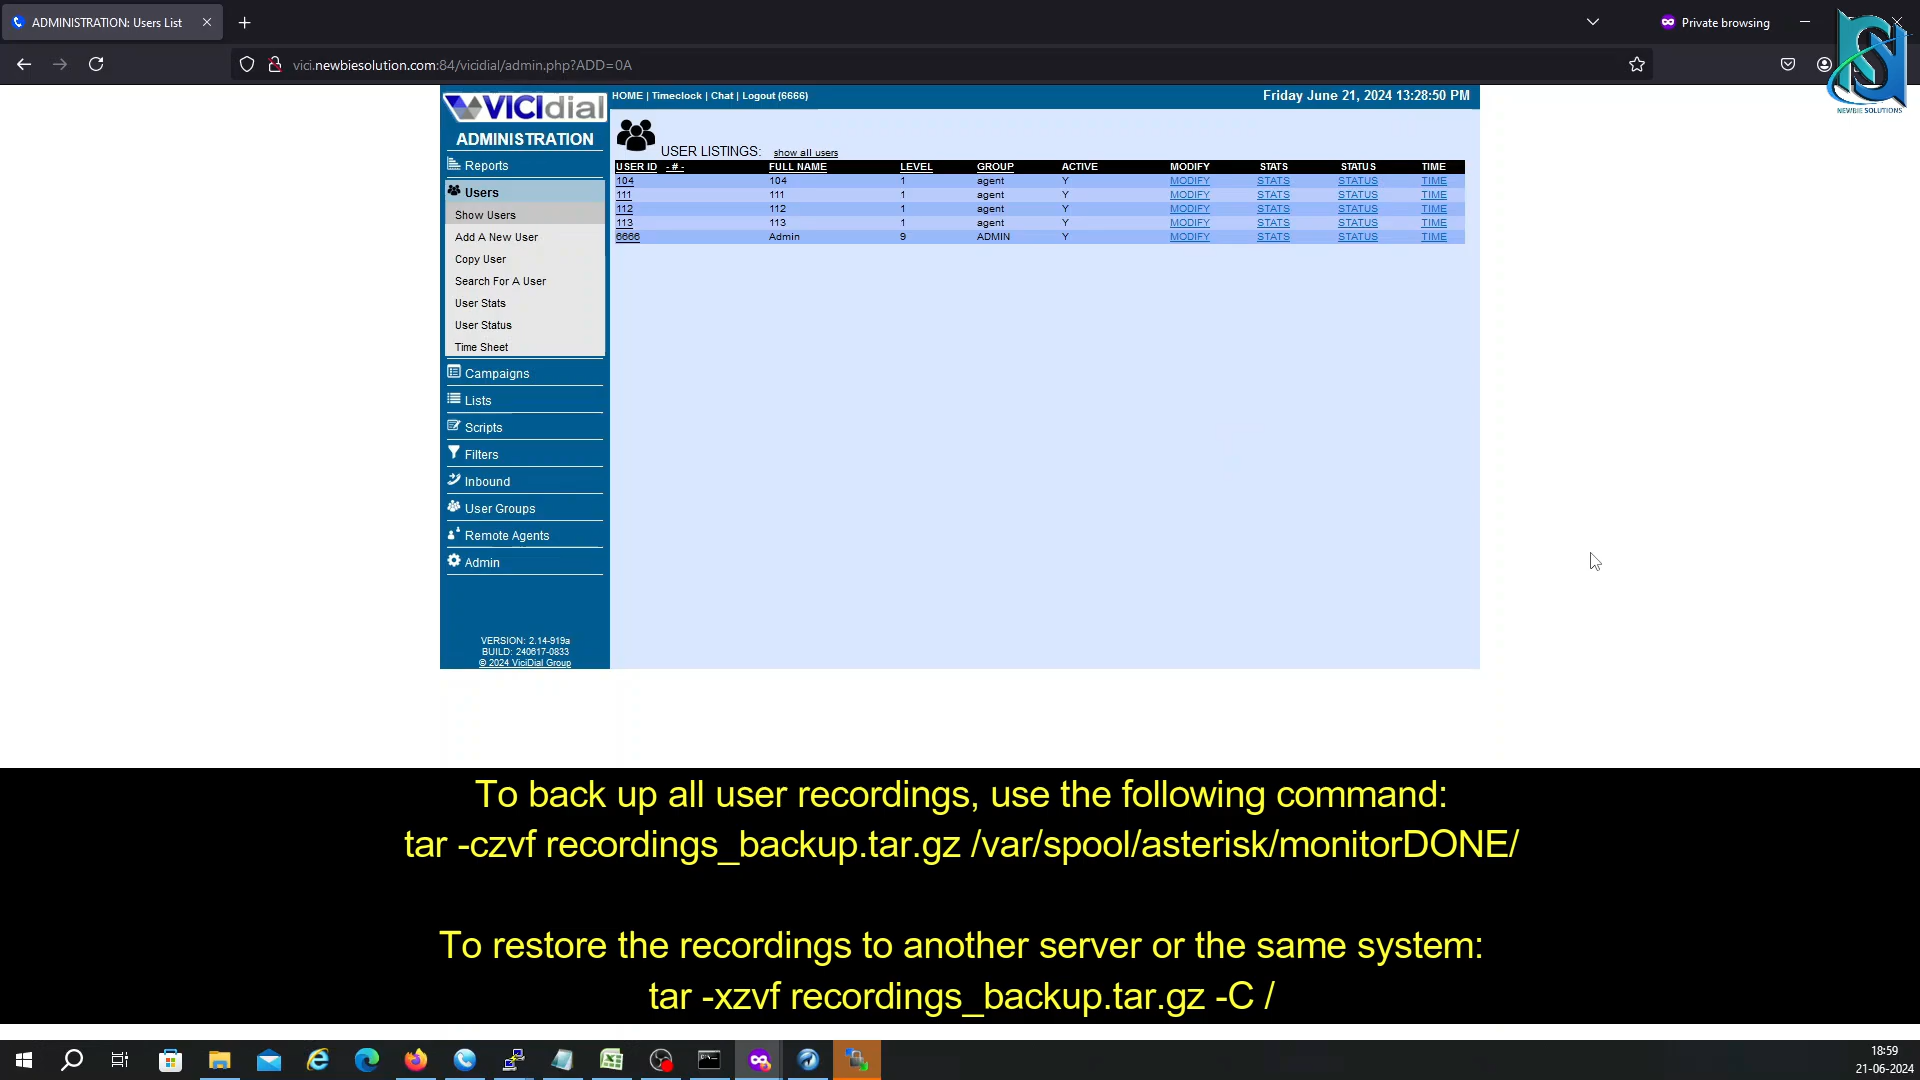 ADMINISTRATION: Users List
Private browsing
vici.newbiesolution.com:84/vicidial/admin.php?ADD=0A
NEWBIE SOLUTIONS
VICIdial
HOME | Timeclock | Chat | Logout (6666)
Friday June 21, 2024 13:28:50 PM
ADMINISTRATION
Reports
Users
Show Users
Add A New User
Copy User
Search For A User
User Stats
User Status
Time Sheet
Campaigns
Lists
Scripts
Filters
Inbound
User Groups
Remote Agents
Admin
VERSION: 2.14-919a
BUILD: 240617-0833
© 2024 ViciDial Group
USER LISTINGS: show all users
USER ID - # - FULL NAME LEVEL GROUP ACTIVE MODIFY STATS STATUS TIME
104 104 1 agent Y MODIFY STATS STATUS TIME
111 111 1 agent Y MODIFY STATS STATUS TIME
112 112 1 agent Y MODIFY STATS STATUS TIME
113 113 1 agent Y MODIFY STATS STATUS TIME
6666 Admin 9 ADMIN Y MODIFY STATS STATUS TIME
To back up all user recordings, use the following command:
tar -czvf recordings_backup.tar.gz /var/spool/asterisk/monitorDONE/
To restore the recordings to another server or the same system:
tar -xzvf recordings_backup.tar.gz -C /
18:59
21-06-2024